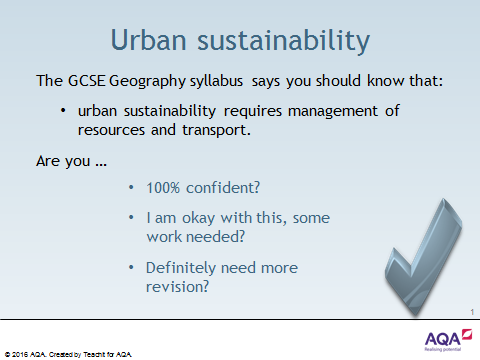 Urban sustainability
The GCSE Geography syllabus says you should know that:
• urban sustainability requires management of
resources and transport.
Are you …
• 100% confident?
• I am okay with this, some
work needed?
• Definitely need more
revision?
1
AQA
Realising potential
© 2016 AQA. Created by Teachit for AQA.